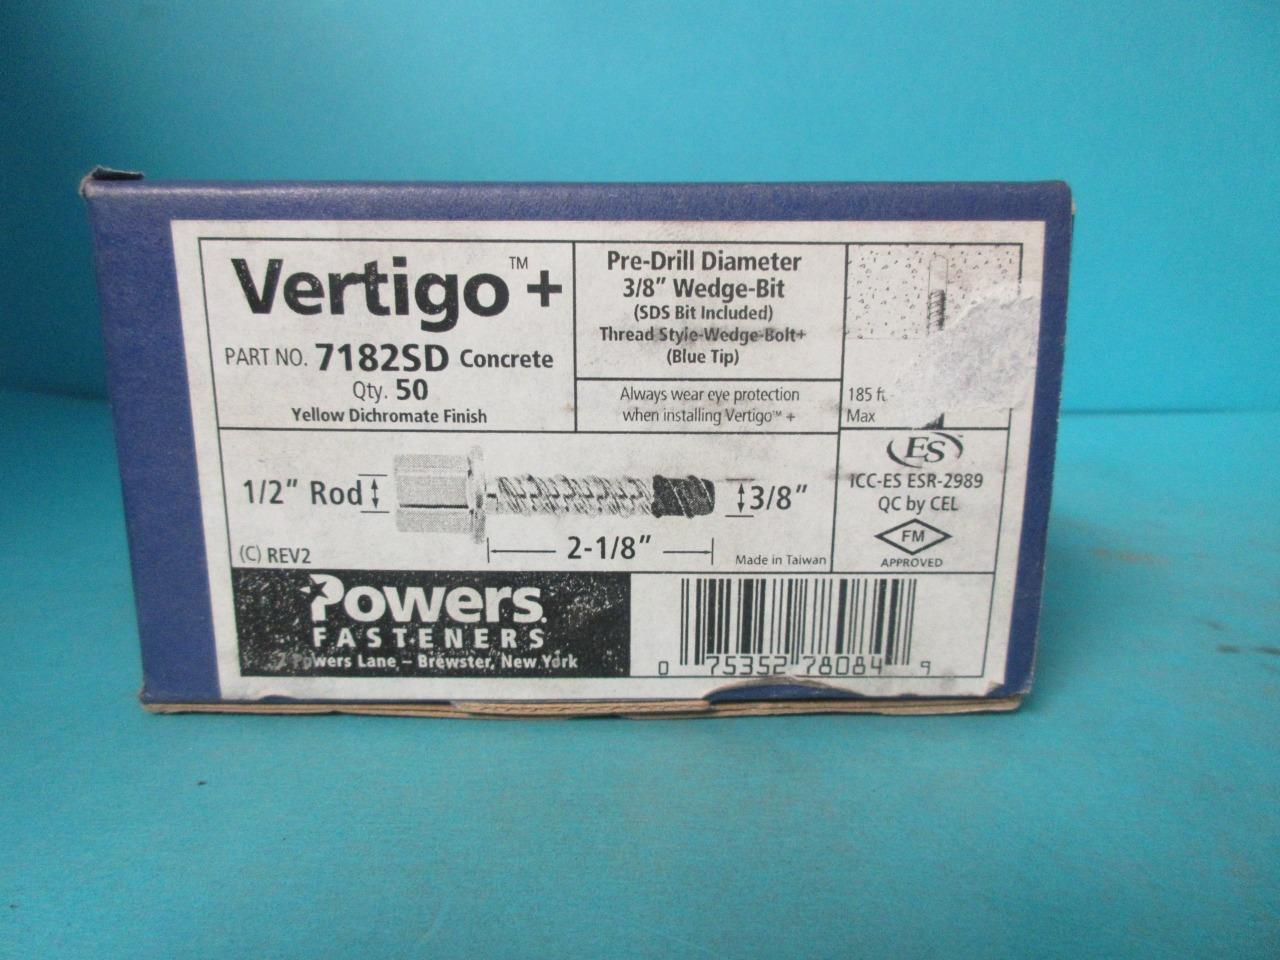 Vertigo™+
PART NO. 7182SD Concrete
Qty. 50
Yellow Dichromate Finish
Pre-Drill Diameter
3/8" Wedge-Bit
(SDS Bit Included)
Thread Style-Wedge-Bolt+
(Blue Tip)
Always wear eye protection
when installing Vertigo™ +
185 ft
Max
1/2" Rod
3/8"
2-1/8"
(C) REV2
Made in Taiwan
ES
ICC-ES ESR-2989
QC by CEL
FM
APPROVED
Powers
FASTENERS
Powers Lane – Brewster, New York
0 75352 78084 9